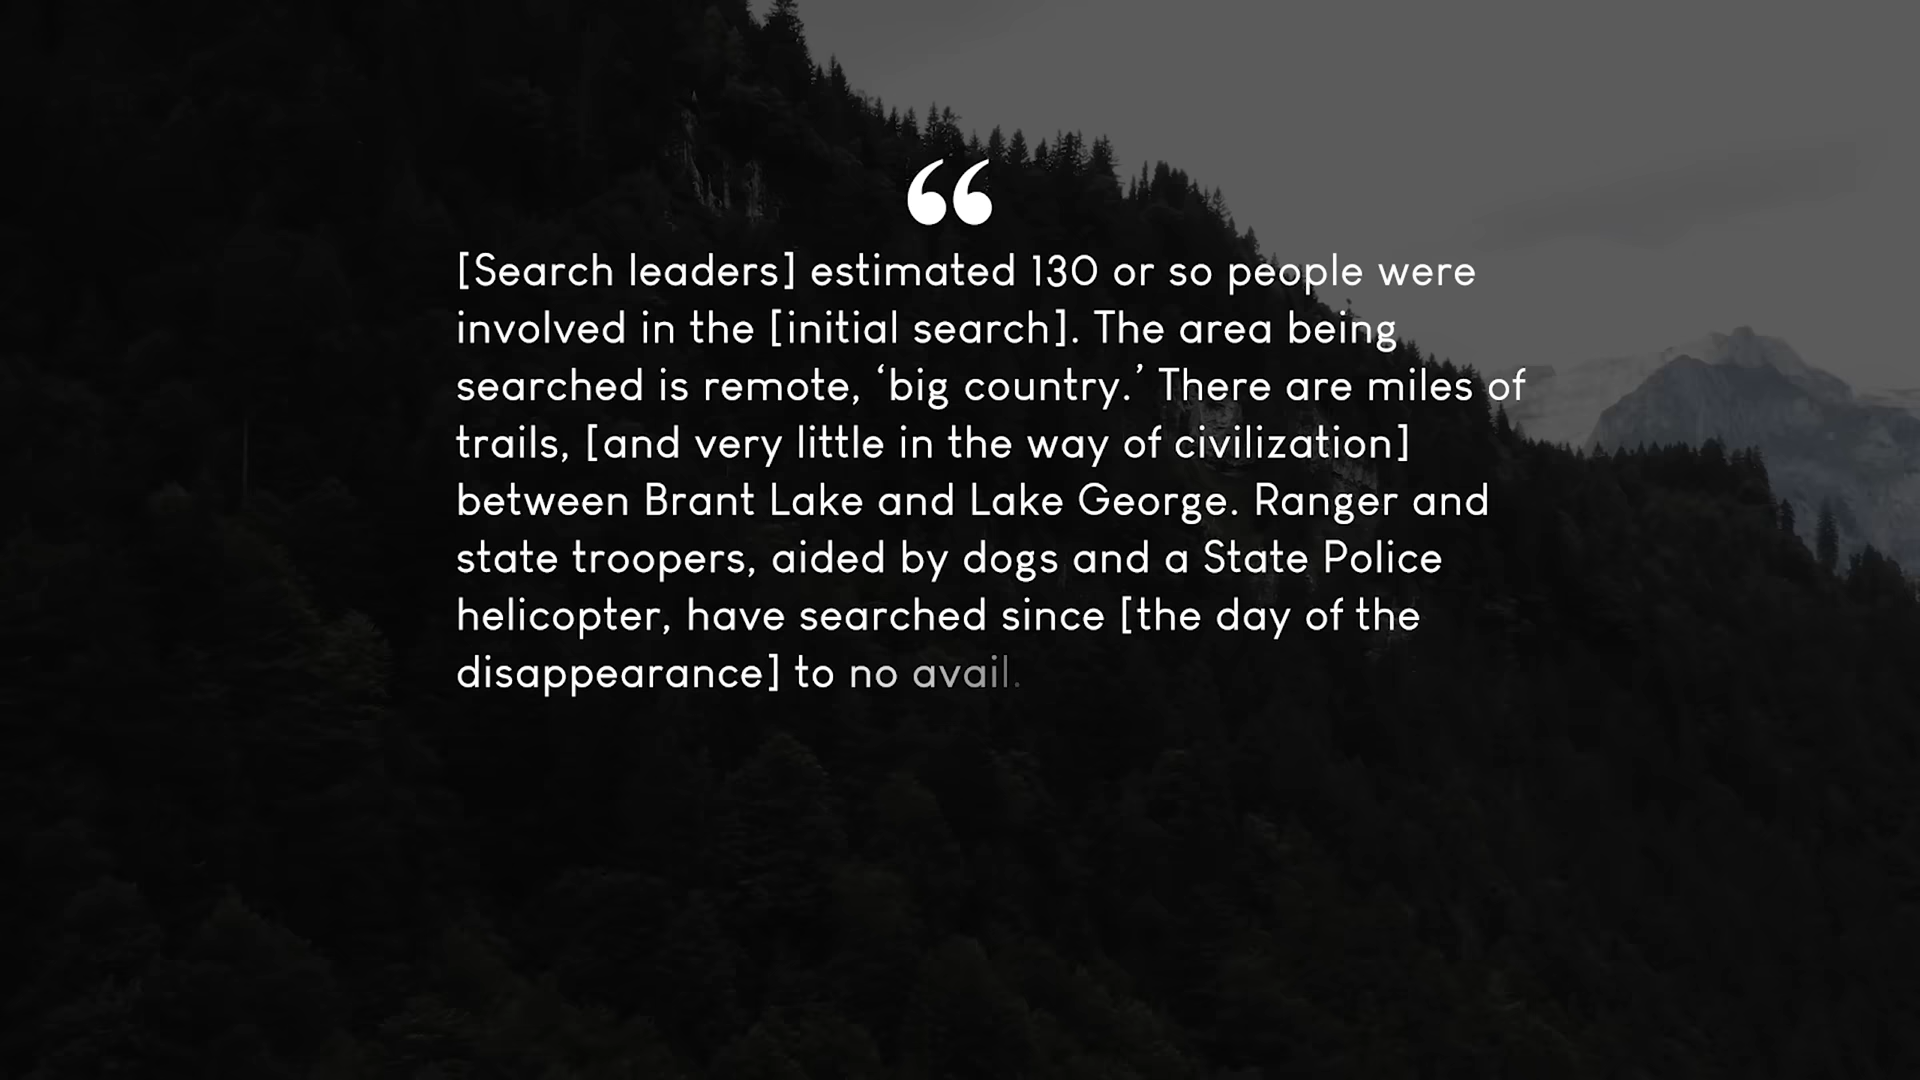 “
[Search leaders] estimated 130 or so people were
involved in the [initial search]. The area being
searched is remote, ‘big country.’ There are miles of
trails, [and very little in the way of civilization]
between Brant Lake and Lake George. Ranger and
state troopers, aided by dogs and a State Police
helicopter, have searched since [the day of the
disappearance] to no avail.